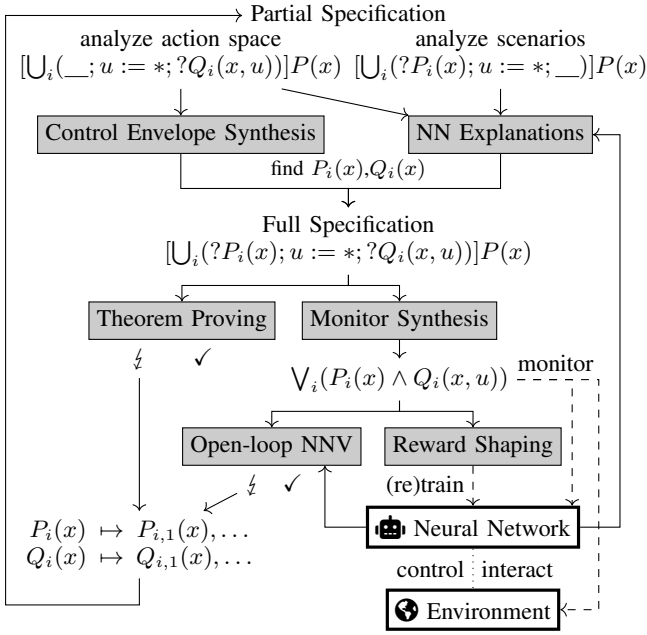 Partial Specification
analyze action space analyze scenarios
[⋃ᵢ(__; u := ∗; ?Qᵢ(x, u))]P(x) [⋃ᵢ(?Pᵢ(x); u := ∗; __)]P(x)
Control Envelope Synthesis NN Explanations
find Pᵢ(x),Qᵢ(x)
Full Specification
[⋃ᵢ(?Pᵢ(x); u := ∗; ?Qᵢ(x, u))]P(x)
Theorem Proving Monitor Synthesis
↯ ✓
monitor
⋁ᵢ(Pᵢ(x) ∧ Qᵢ(x, u))
Open-loop NNV Reward Shaping
↯ ✓
(re)train
Pᵢ(x) ↦ Pᵢ,₁(x), …
Neural Network
Qᵢ(x) ↦ Qᵢ,₁(x), …
control interact
Environment